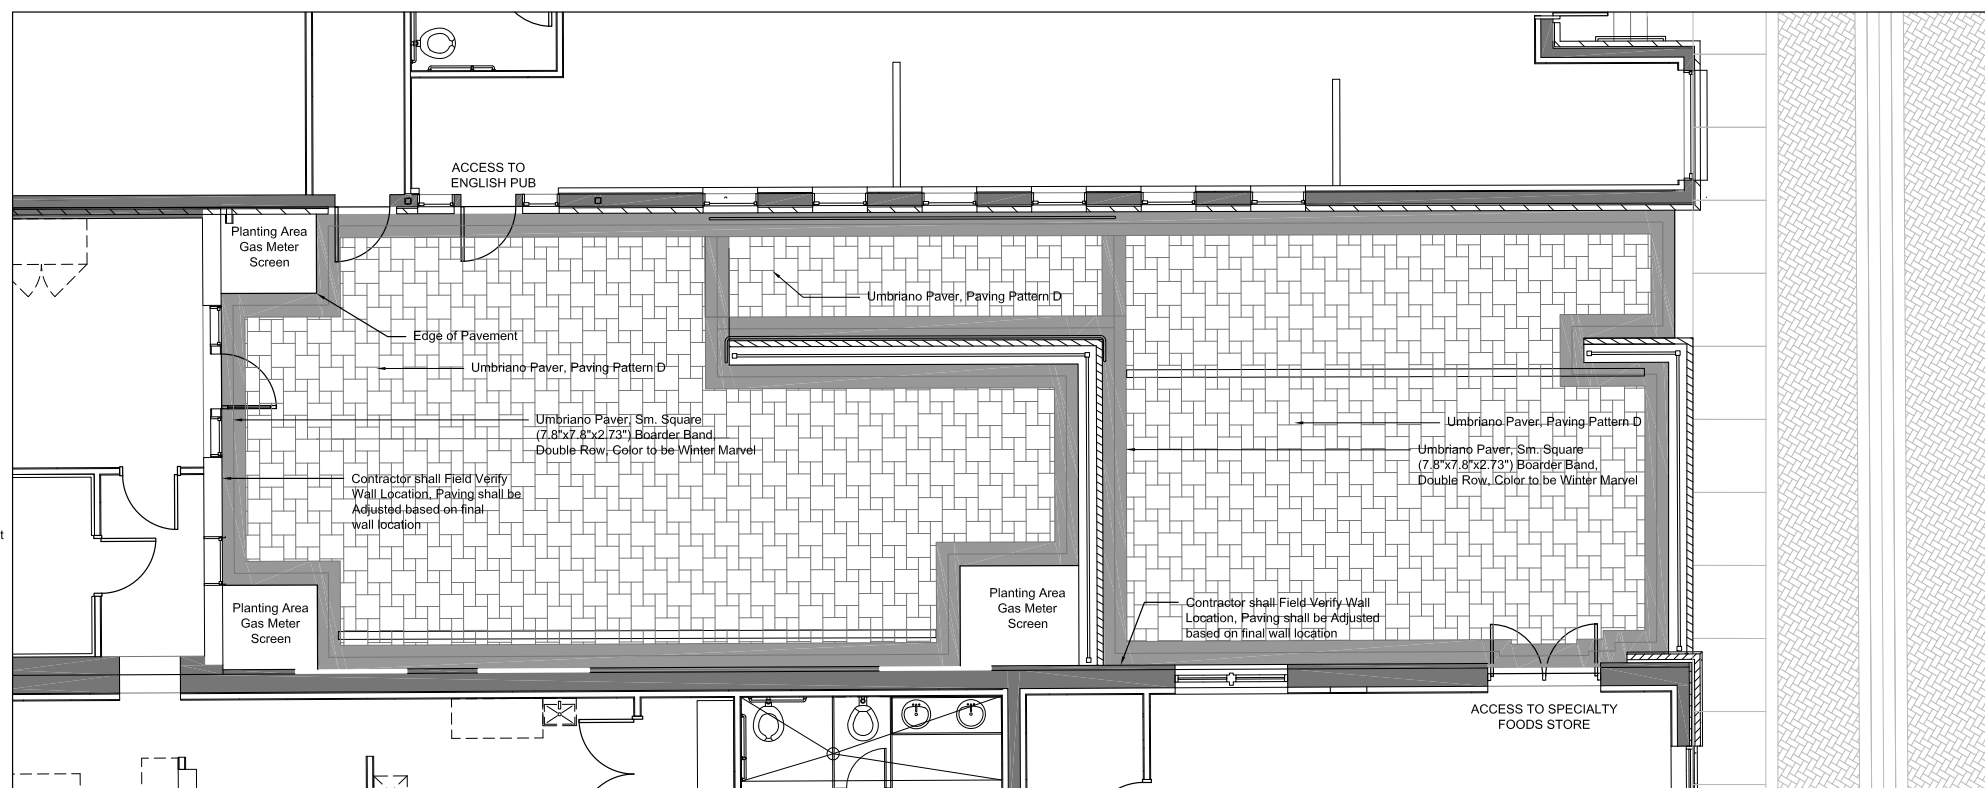 ACCESS TO
ENGLISH PUB
Planting Area
Gas Meter
Screen
Umbriano Paver, Paving Pattern D
Edge of Pavement
Umbriano Paver, Paving Pattern D
Umbriano Paver, Sm. Square
(7.8"x7.8"x2.73") Boarder Band,
Double Row, Color to be Winter Marvel
Contractor shall Field Verify
Wall Location, Paving shall be
Adjusted based on final
wall location
Umbriano Paver, Paving Pattern D
Umbriano Paver, Sm. Square
(7.8"x7.8"x2.73") Boarder Band,
Double Row, Color to be Winter Marvel
t
Planting Area
Gas Meter
Screen
Planting Area
Gas Meter
Screen
Contractor shall Field Verify Wall
Location, Paving shall be Adjusted
based on final wall location
ACCESS TO SPECIALTY
FOODS STORE